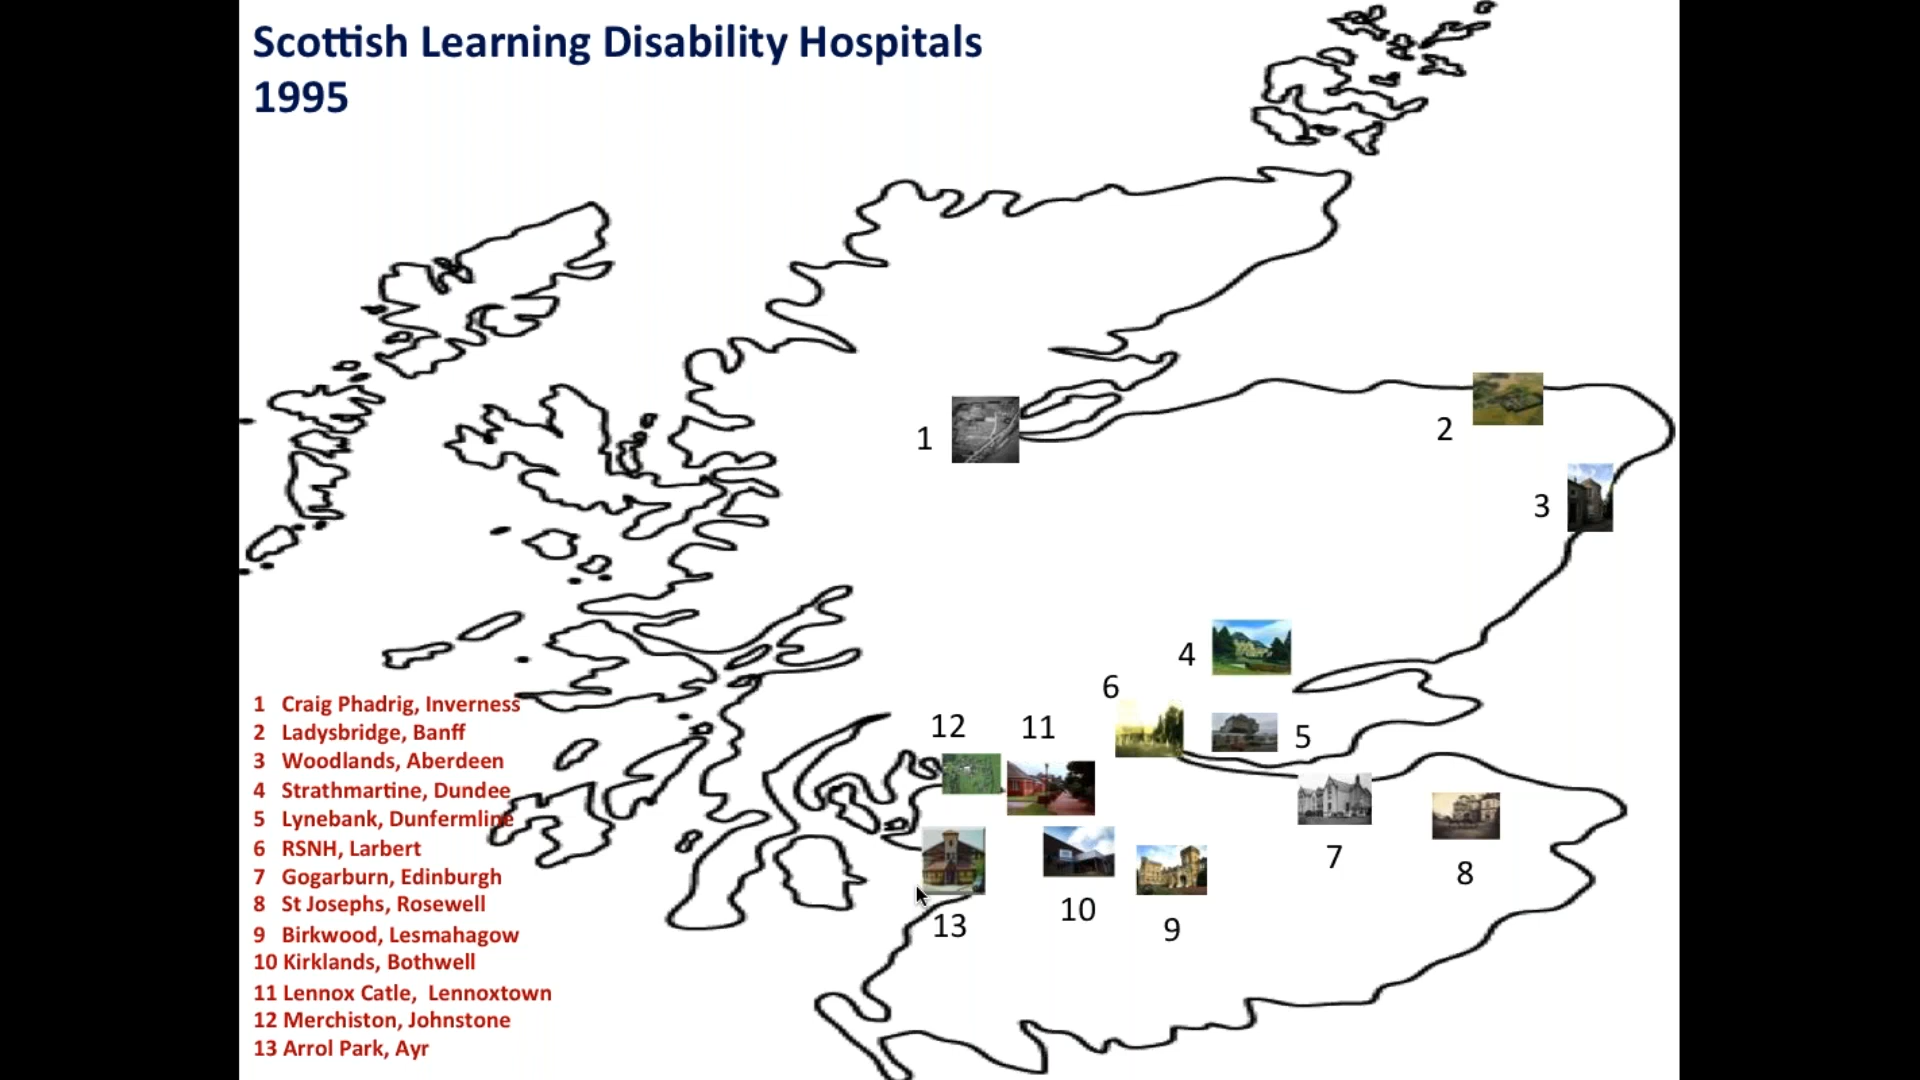 Scottish Learning Disability Hospitals
1995
1
2
3
4
6
5
12
11
7
8
10
9
13
1 Craig Phadrig, Inverness
2 Ladysbridge, Banff
3 Woodlands, Aberdeen
4 Strathmartine, Dundee
5 Lynebank, Dunfermline
6 RSNH, Larbert
7 Gogarburn, Edinburgh
8 St Josephs, Rosewell
9 Birkwood, Lesmahagow
10 Kirklands, Bothwell
11 Lennox Catle, Lennoxtown
12 Merchiston, Johnstone
13 Arrol Park, Ayr